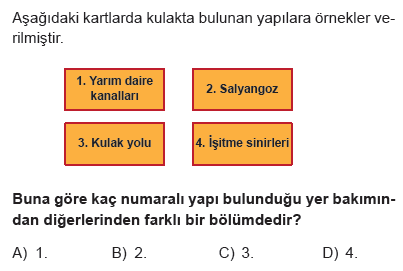 Aşağıdaki kartlarda kulakta bulunan yapılara örnekler ve-
rilmiştir.
1. Yarım daire
kanalları
2. Salyangoz
3. Kulak yolu
4. İşitme sinirleri
Buna göre kaç numaralı yapı bulunduğu yer bakımın-
dan diğerlerinden farklı bir bölümdedir?
A) 1. B) 2. C) 3. D) 4.